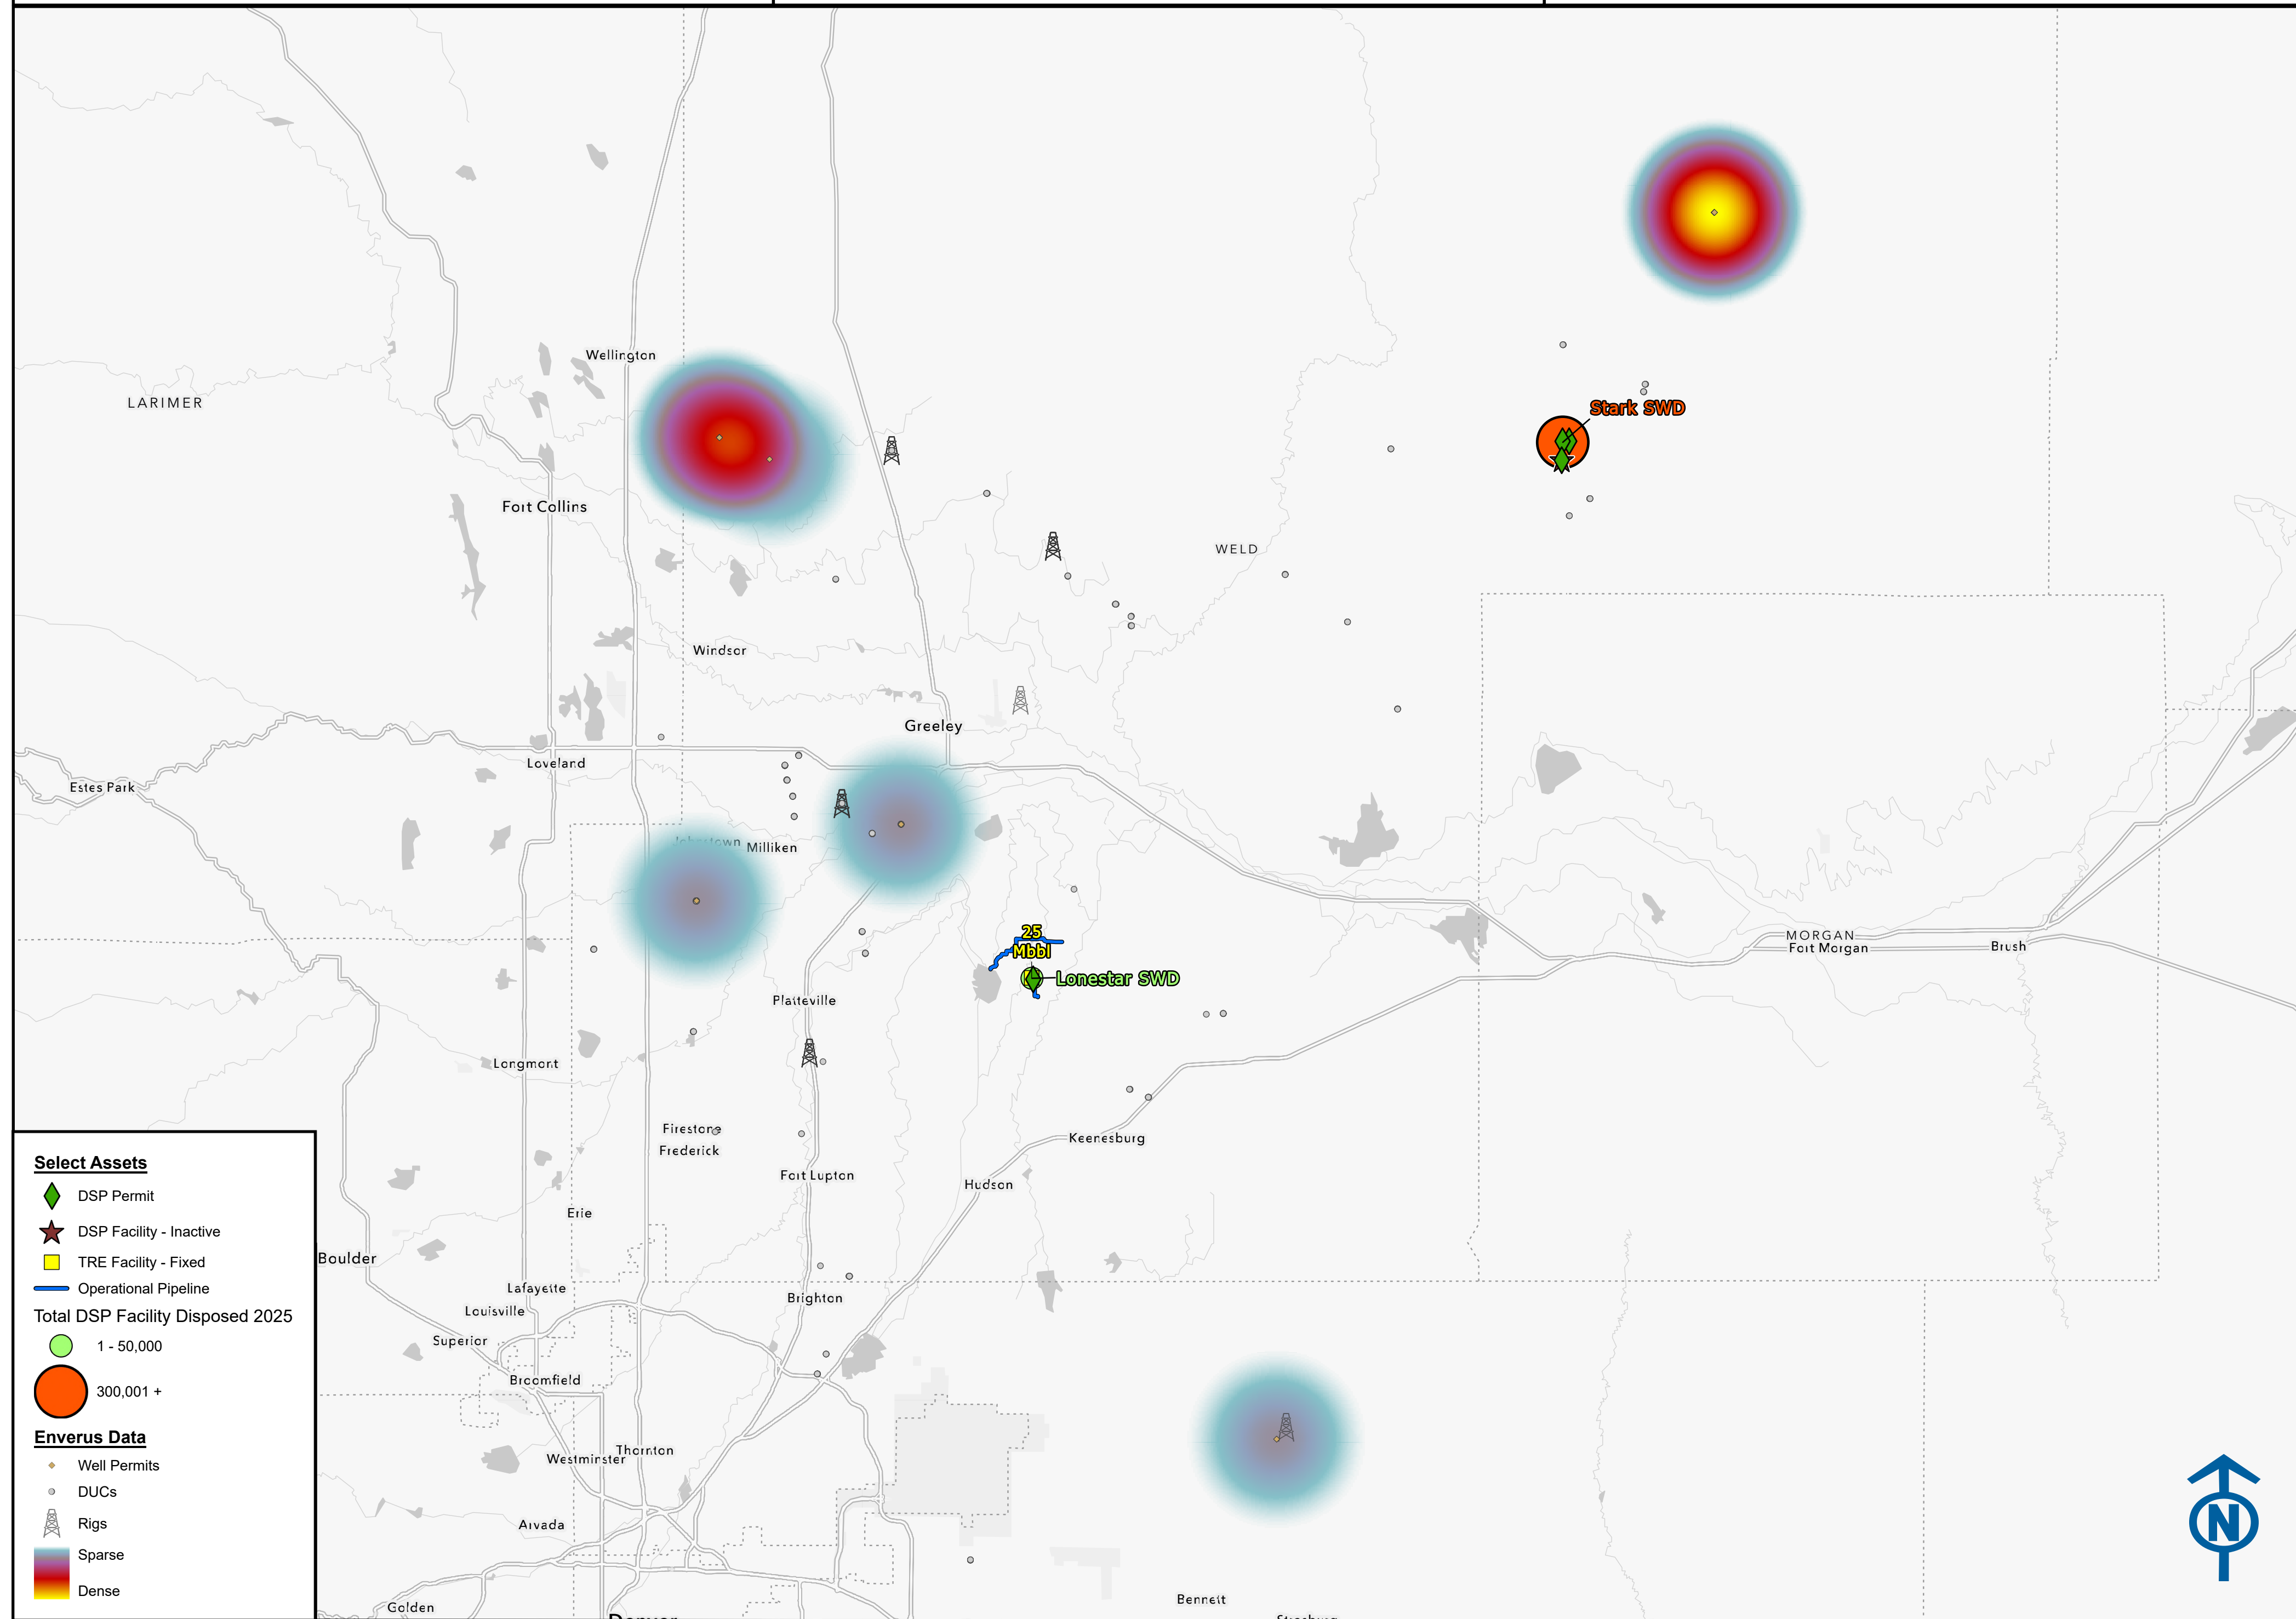 Wellington
LARIMER
Stark SWD
Fort Collins
WELD
Windsor
Greeley
Loveland
Estes Park
Johnstown
Milliken
25
Mbbl
MORGAN
Fort Morgan
Brush
Lonestar SWD
Platteville
Longmont
Firestone
Frederick
Keenesburg
Fort Lupton
Hudson
Erie
Boulder
Lafayette
Louisville
Brighton
Superior
Broomfield
Thornton
Westminster
Arvada
Bennett
Golden
Select Assets
DSP Permit
DSP Facility - Inactive
TRE Facility - Fixed
Operational Pipeline
Total DSP Facility Disposed 2025
1 - 50,000
300,001 +
Enverus Data
Well Permits
DUCs
Rigs
Sparse
Dense
N